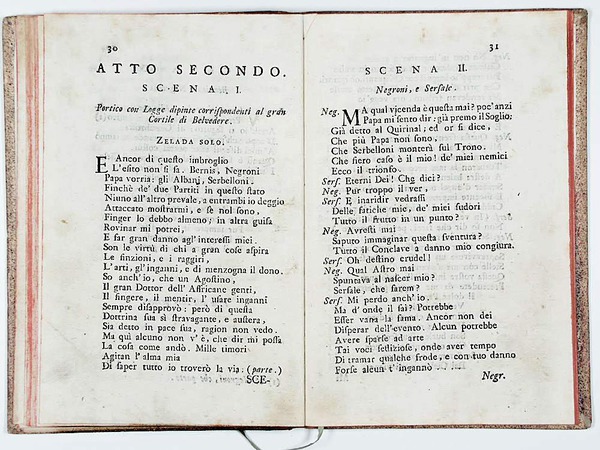 30
ATTO SECONDO.
SCENA I.
Portico con Logge dipinte corrispondenti al gran
Cortile di Belvedere.
ZELADA SOLO.
E Ancor di questo imbroglio
L'esito non si sa. Bernis, Negroni
Papa vorria: gli Albanj, Serbelloni.
Finchè de' due Partiti in questo stato
Niuno all'altro prevale, a entrambi io deggio
Attaccato mostrarmi, e se nol sono,
Finger lo debbo almeno; in altra guisa
Rovinar mi potrei,
E far gran danno agl'interessi miei.
Son le virtù di chi a gran cose aspira
Le finzioni, e i raggiri,
L'arti, gl'inganni, e di menzogna il dono.
So anch'io, che un Agostino,
Il gran Dottor dell'Affricane genti,
Il fingere, il mentir, l'usare inganni
Sempre disapprovò: però di questa
Dottrina sua sì stravagante, e austera,
Sia detto in pace sua, ragion non vedo.
Ma quì alcuno non v'è, che dir mi possa
La cosa come andò. Mille timori
Agitan l'alma mia
Di saper tutto io troverò la via: (parte.)
SCE-
31
SCENA II.
Negroni, e Serfale.
Neg. MA qual vicenda è questa mai? poc'anzi
Papa mi sento dir: già premo il Soglio:
Già detto al Quirinal, ed or si dice,
Che più Papa non sono,
Che Serbelloni monterà sul Trono.
Che fiero caso è il mio! de' miei nemici
Ecco il trionfo.
Sers. Eterni Dei! Che dici?
Neg. Pur troppo il ver,
Sers. E inaridir vedrassi
Delle fatiche mie, de' miei sudori
Tutto il frutto in un punto?
Neg. Avresti mai
Saputo immaginar questa sventura?
Tutto il Conclave a danno mio congiura.
Sers. Oh destino crudel!
Neg. Qual Astro mai
Spuntava al nascer mio?
Sersale, che farem?
Sers. Mi perdo anch'io.
Ma d'onde il sai? Potrebbe
Esser vana la fama. Ancor non dei
Disperar dell'evento. Alcun potrebbe
Avere sparse ad arte
Tai voci sediziose, onde aver tempo
Di tramar qualche frode, e con tuo danno
Forse alcun t'ingannò
Negr.